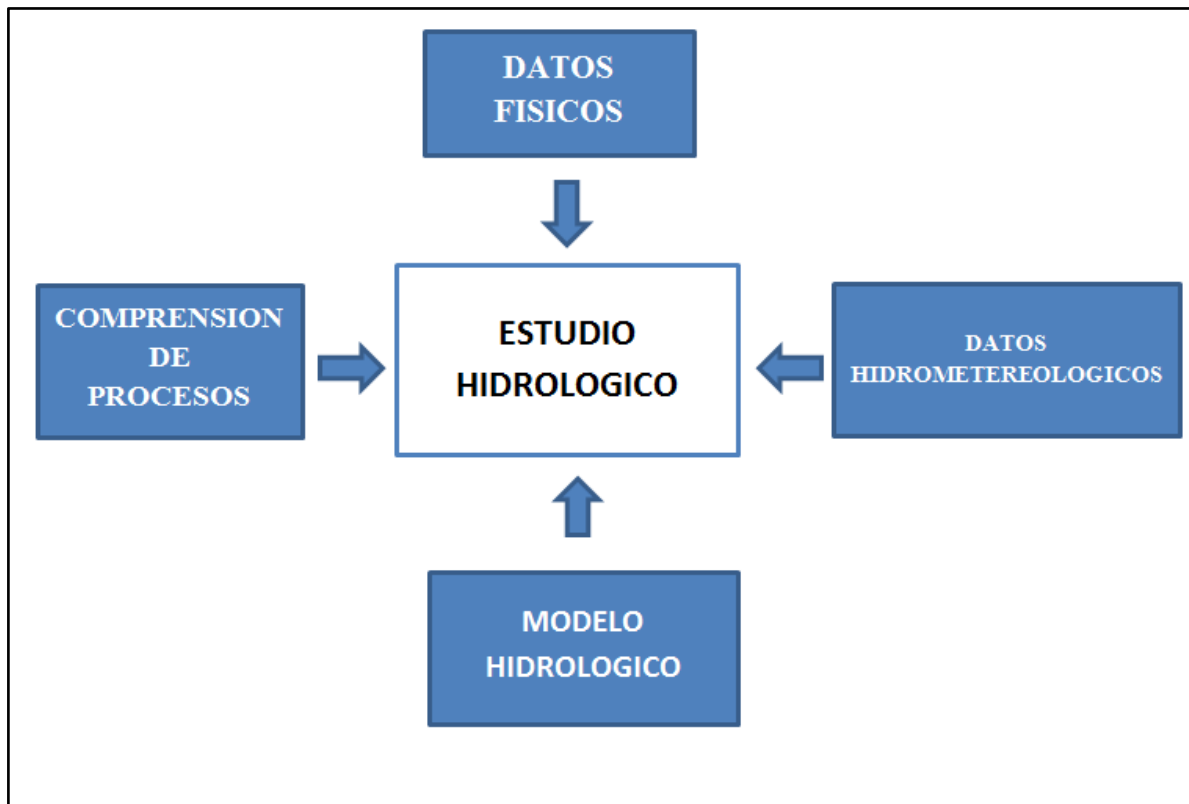 DATOS
FISICOS
COMPRENSION
DE
PROCESOS
ESTUDIO
HIDROLOGICO
DATOS
HIDROMETEREOLOGICOS
MODELO
HIDROLOGICO